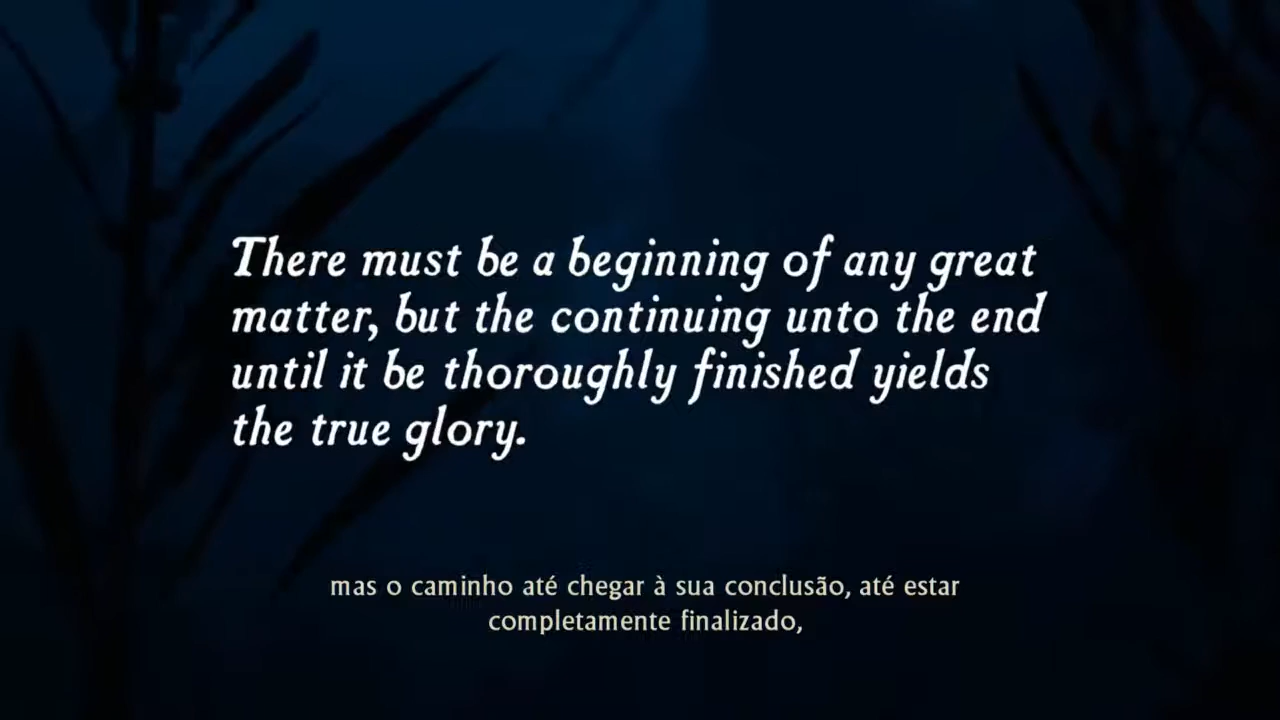 There must be a beginning of any great
matter, but the continuing unto the end
until it be thoroughly finished yields
the true glory.
mas o caminho até chegar à sua conclusão, até estar
completamente finalizado,